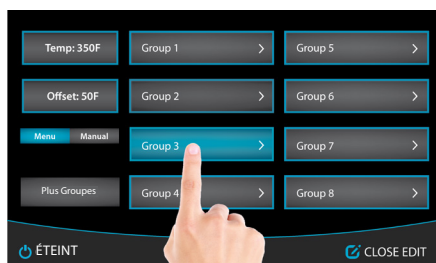 Temp: 350F
Group 1
Group 5
Offset: 50F
Group 2
Group 6
Menu Manual
Group 3
Group 7
Plus Groupes
Group 4
Group 8
ÉTEINT
CLOSE EDIT